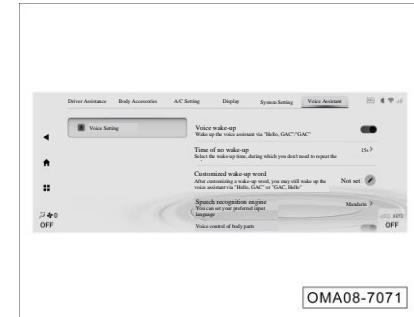 Driver Assistance Body Accessories A/C Setting Display System Setting Voice Assistant
Voice Setting
Voice wake-up
Wake up the voice assistant via "Hello, GAC"/"GAC"
Time of no wake-up
15s
Select the wake-up time, during which you don't need to repeat the
Customized wake-up word
After customizing a wake-up word, you may still wake up the
Not set
voice assistant via "Hello, GAC" or "GAC, Hello"
Speech recognition engine
You can set your preferred input
Mandarin
language
Voice control of body parts
0
AUTO
OFF
OFF
OMA08-7071